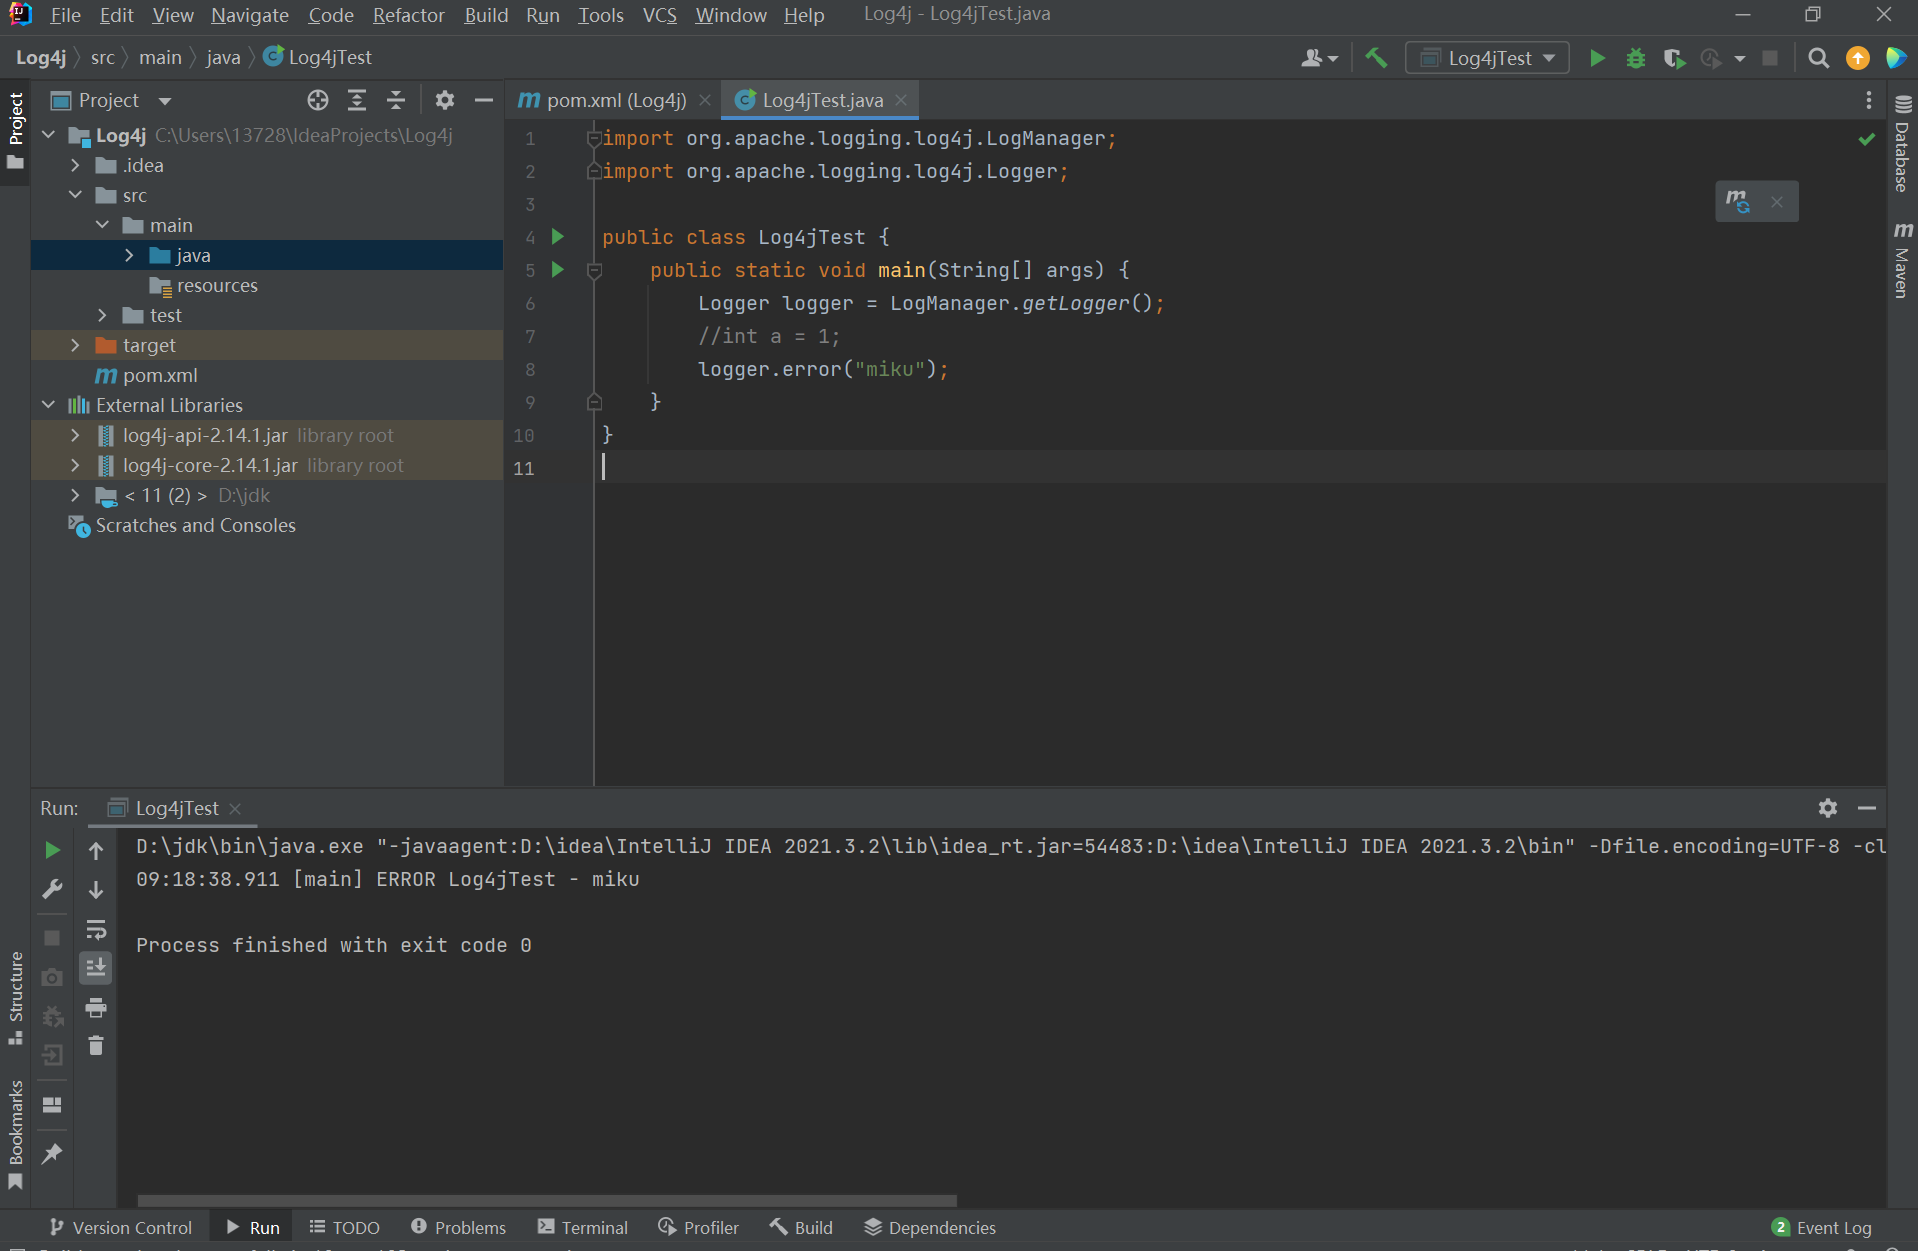 File Edit View Navigate Code Refactor Build Run Tools VCS Window Help Log4j - Log4jTest.java
Log4j src main java Log4jTest
Log4jTest
Project
pom.xml (Log4j)
Log4jTest.java
Project
Log4j C:\Users\13728\IdeaProjects\Log4j
.idea
src
main
java
resources
test
target
pom.xml
External Libraries
log4j-api-2.14.1.jar library root
log4j-core-2.14.1.jar library root
< 11 (2) > D:\jdk
Scratches and Consoles
1 import org.apache.logging.log4j.LogManager;
2 import org.apache.logging.log4j.Logger;
3
4 public class Log4jTest {
5 public static void main(String[] args) {
6 Logger logger = LogManager.getLogger();
7 //int a = 1;
8 logger.error("miku");
9 }
10 }
11
Database
Maven
Run: Log4jTest
D:\jdk\bin\java.exe "-javaagent:D:\idea\IntelliJ IDEA 2021.3.2\lib\idea_rt.jar=54483:D:\idea\IntelliJ IDEA 2021.3.2\bin" -Dfile.encoding=UTF-8 -cl
09:18:38.911 [main] ERROR Log4jTest - miku
Process finished with exit code 0
Structure
Bookmarks
Version Control Run TODO Problems Terminal Profiler Build Dependencies 2 Event Log